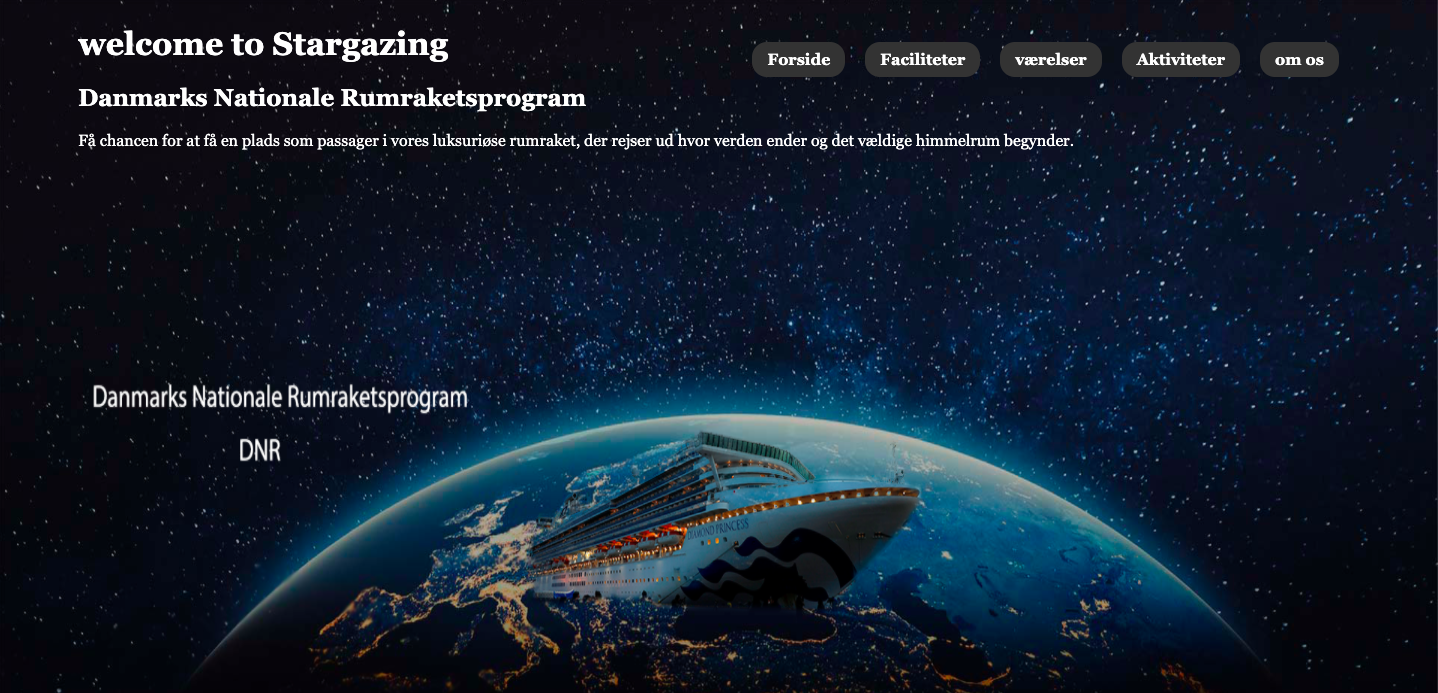 welcome to Stargazing
Forside
Faciliteter
værelser
Aktiviteter
om os
Danmarks Nationale Rumraketsprogram
Få chancen for at få en plads som passager i vores luksuriøse rumraket, der rejser ud hvor verden ender og det vældige himmelrum begynder.
Danmarks Nationale Rumraketsprogram
DNR
DIAMOND PRINCESS